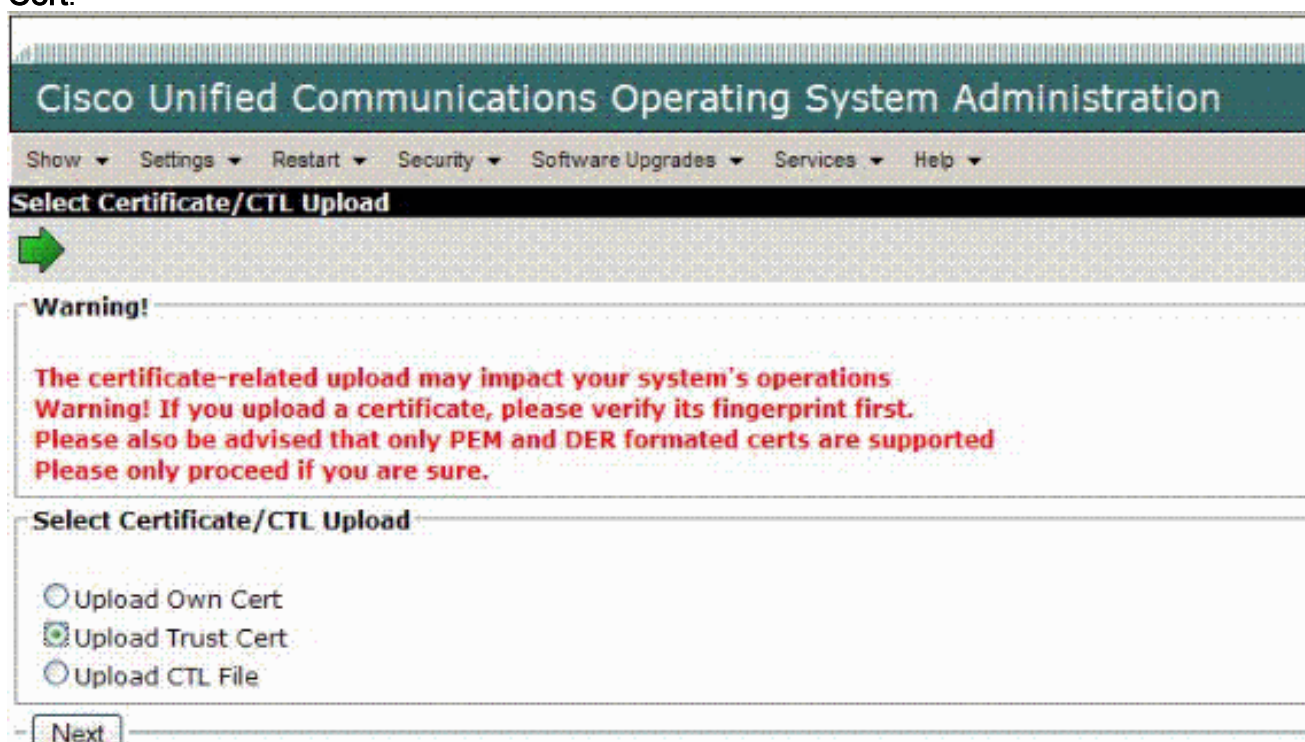 Cert.
Cisco Unified Communications Operating System Administration
Show Settings Restart Security Software Upgrades Services Help
Select Certificate/CTL Upload
Warning!
The certificate-related upload may impact your system's operations
Warning! If you upload a certificate, please verify its fingerprint first.
Please also be advised that only PEM and DER formated certs are supported
Please only proceed if you are sure.
Select Certificate/CTL Upload
Upload Own Cert
Upload Trust Cert
Upload CTL File
Next